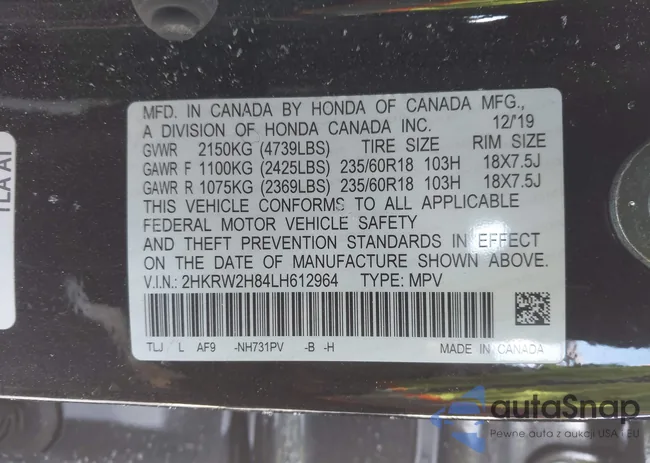 MFD. IN CANADA BY HONDA OF CANADA MFG.,
A DIVISION OF HONDA CANADA INC. 12/'19
GVWR 2150KG (4739LBS) TIRE SIZE RIM SIZE
GAWR F 1100KG (2425LBS) 235/60R18 103H 18X7.5J
GAWR R 1075KG (2369LBS) 235/60R18 103H 18X7.5J
THIS VEHICLE CONFORMS TO ALL APPLICABLE
FEDERAL MOTOR VEHICLE SAFETY
AND THEFT PREVENTION STANDARDS IN EFFECT
ON THE DATE OF MANUFACTURE SHOWN ABOVE.
V.I.N.: 2HKRW2H84LH612964 TYPE: MPV
TLJ L AF9 -NH731PV -B -H MADE IN CANADA
TLA A1
autoSnap
Pewne auta z aukcji USA i EU